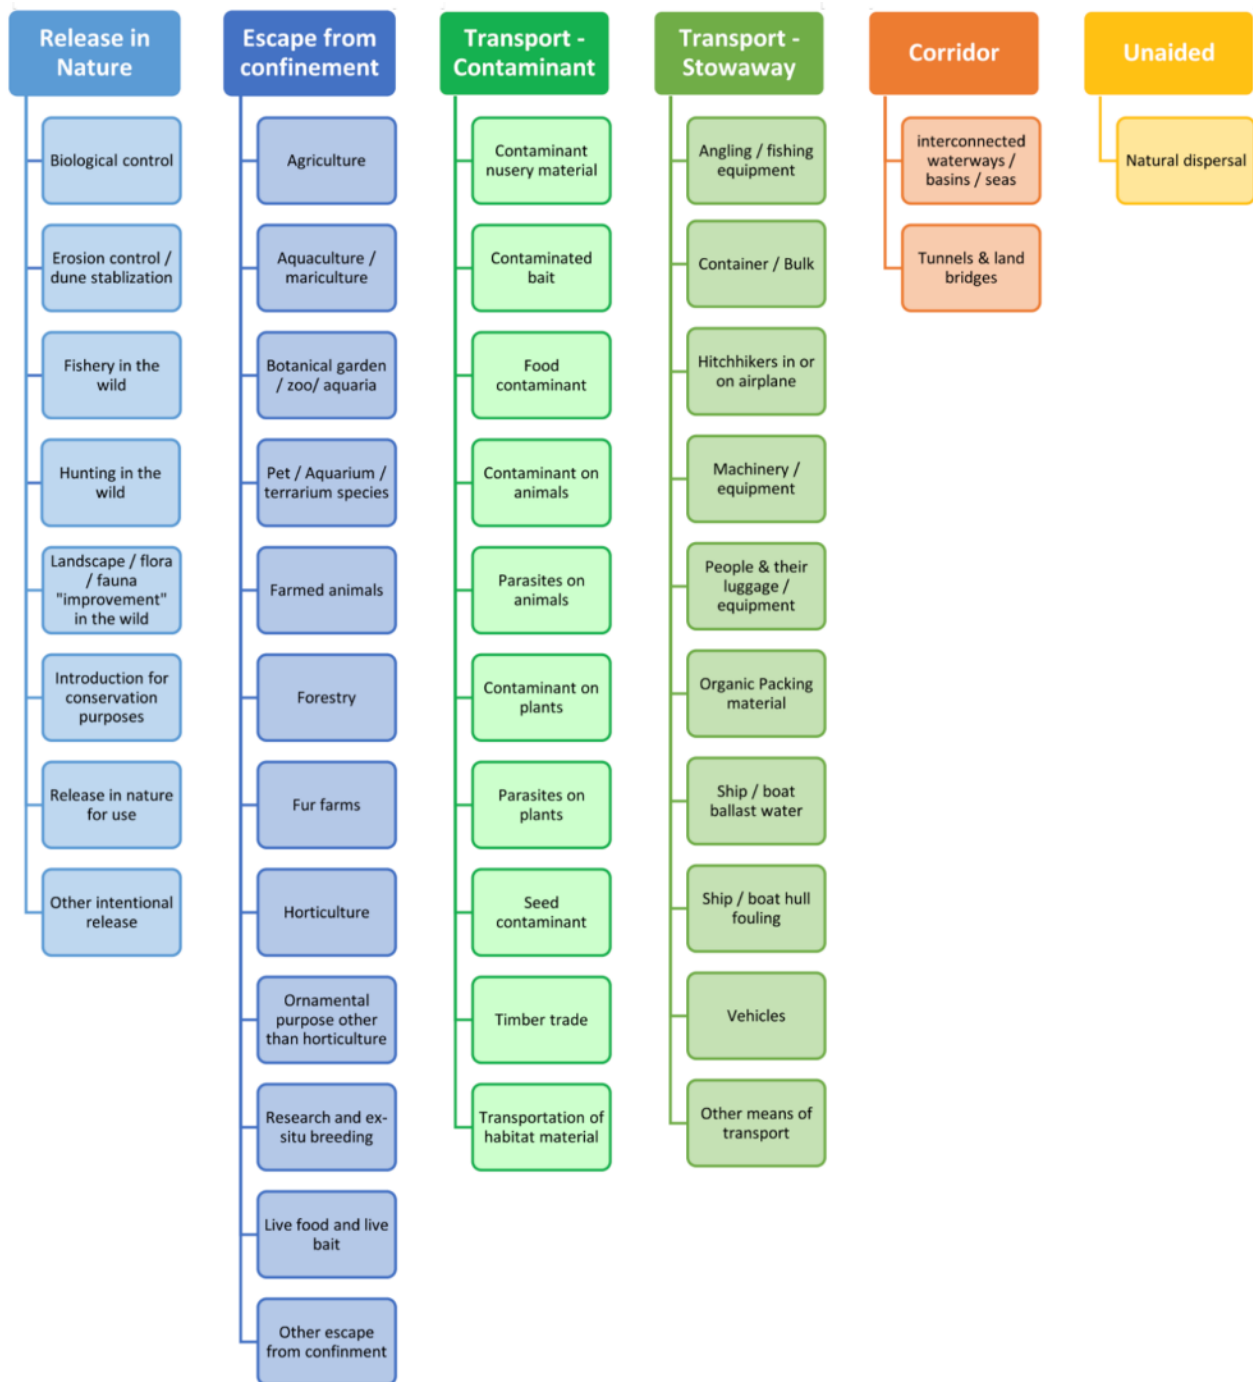 Release in
Nature
Biological control
Erosion control /
dune stablization
Fishery in the
wild
Hunting in the
wild
Landscape / flora
/ fauna
"improvement"
in the wild
Introduction for
conservation
purposes
Release in nature
for use
Other intentional
release
Escape from
confinement
Agriculture
Aquaculture /
mariculture
Botanical garden
/ zoo/ aquaria
Pet / Aquarium /
terrarium species
Farmed animals
Forestry
Fur farms
Horticulture
Ornamental
purpose other
than horticulture
Research and ex-
situ breeding
Live food and live
bait
Other escape
from confinment
Transport -
Contaminant
Contaminant
nusery material
Contaminated
bait
Food
contaminant
Contaminant on
animals
Parasites on
animals
Contaminant on
plants
Parasites on
plants
Seed
contaminant
Timber trade
Transportation of
habitat material
Transport -
Stowaway
Angling / fishing
equipment
Container / Bulk
Hitchhikers in or
on airplane
Machinery /
equipment
People & their
luggage /
equipment
Organic Packing
material
Ship / boat
ballast water
Ship / boat hull
fouling
Vehicles
Other means of
transport
Corridor
interconnected
waterways /
basins / seas
Tunnels & land
bridges
Unaided
Natural dispersal